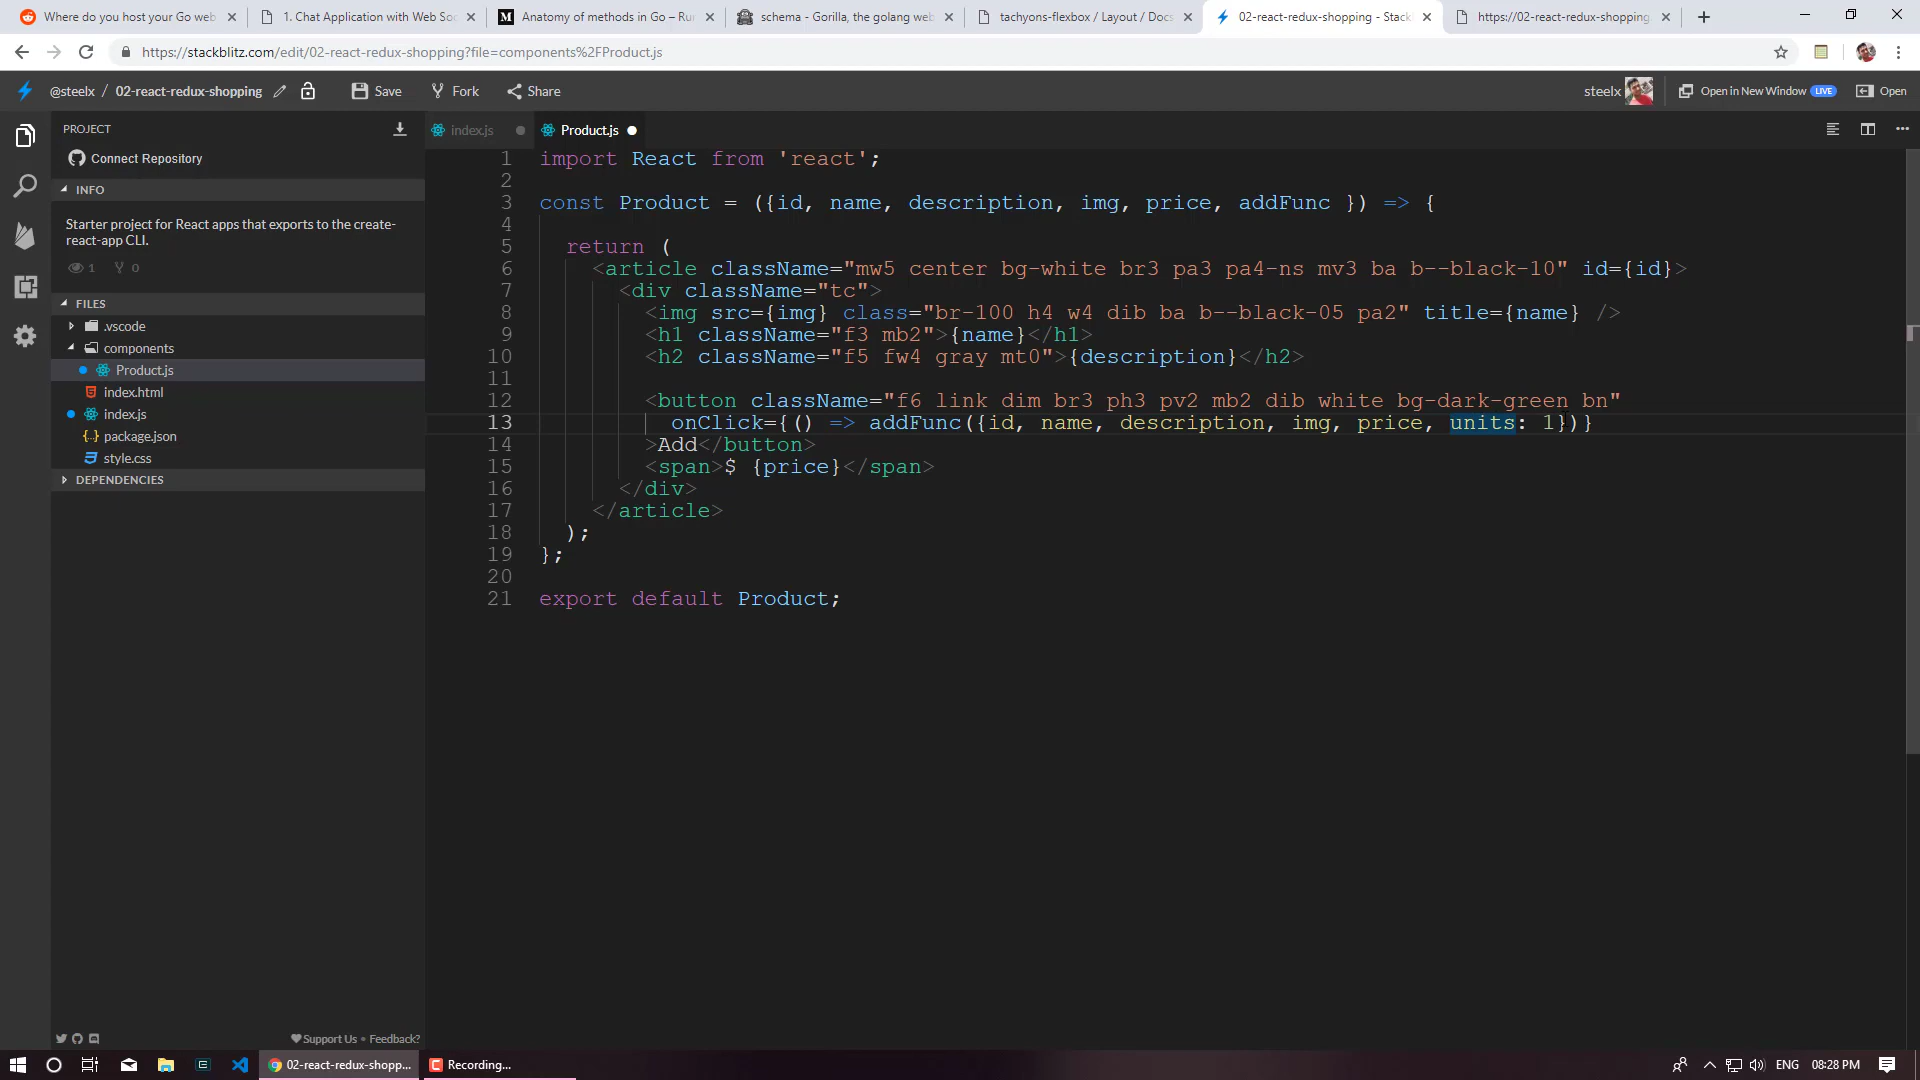 Where do you host your Go web
1. Chat Application with Web Soc
Anatomy of methods in Go – Ru
schema - Gorilla, the golang web
tachyons-flexbox / Layout / Docs
02-react-redux-shopping - Stack
https://02-react-redux-shopping.
https://stackblitz.com/edit/02-react-redux-shopping?file=components%2FProduct.js
@steelx / 02-react-redux-shopping
Save
Fork
Share
steelx
Open in New Window LIVE
Open
PROJECT
index.js
Product.js
Connect Repository
INFO
Starter project for React apps that exports to the create-
react-app CLI.
1 0
FILES
.vscode
components
Product.js
index.html
index.js
package.json
style.css
DEPENDENCIES
1 import React from 'react';
2
3 const Product = ({id, name, description, img, price, addFunc }) => {
4
5 return (
6 <article className="mw5 center bg-white br3 pa3 pa4-ns mv3 ba b--black-10" id={id}>
7 <div className="tc">
8 <img src={img} class="br-100 h4 w4 dib ba b--black-05 pa2" title={name} />
9 <h1 className="f3 mb2">{name}</h1>
10 <h2 className="f5 fw4 gray mt0">{description}</h2>
11
12 <button className="f6 link dim br3 ph3 pv2 mb2 dib white bg-dark-green bn"
13 onClick={() => addFunc({id, name, description, img, price, units: 1})}
14 >Add</button>
15 <span>$ {price}</span>
16 </div>
17 </article>
18 );
19 };
20
21 export default Product;
Support Us • Feedback?
02-react-redux-shopp...
Recording...
ENG
08:28 PM